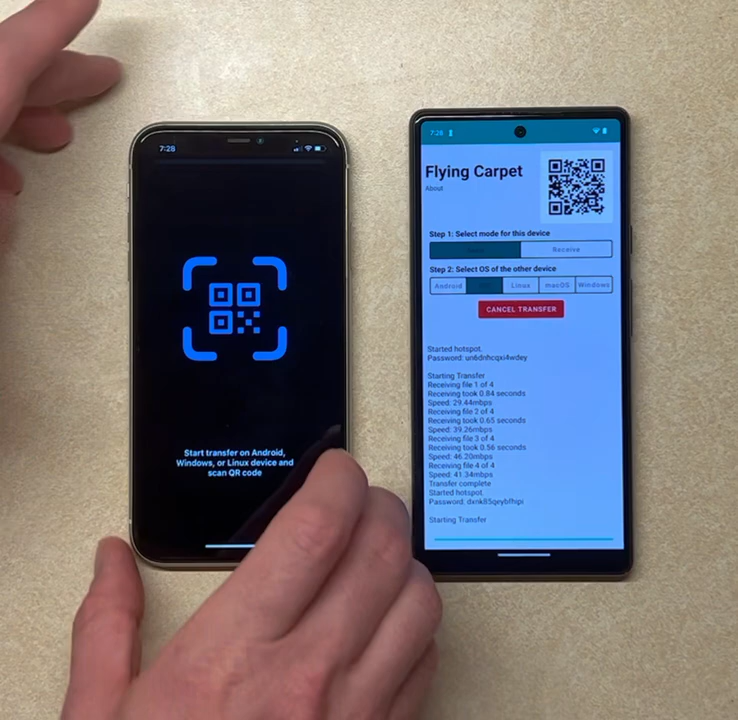 7:28
Start transfer on Android,
Windows, or Linux device and
scan QR code
7:28
Flying Carpet
About
Step 1: Select mode for this device
Receive
Step 2: Select OS of the other device
Android Linux macOS Windows
CANCEL TRANSFER
Started hotspot.
Password: un6dnhcqxi4wdey
Starting Transfer
Receiving file 1 of 4
Receiving took 0.84 seconds
Speed: 29.44mbps
Receiving file 2 of 4
Receiving took 0.65 seconds
Speed: 39.26mbps
Receiving file 3 of 4
Receiving took 0.56 seconds
Speed: 46.20mbps
Receiving file 4 of 4
Speed: 41.34mbps
Transfer complete
Started hotspot.
Password:
Starting Transfer